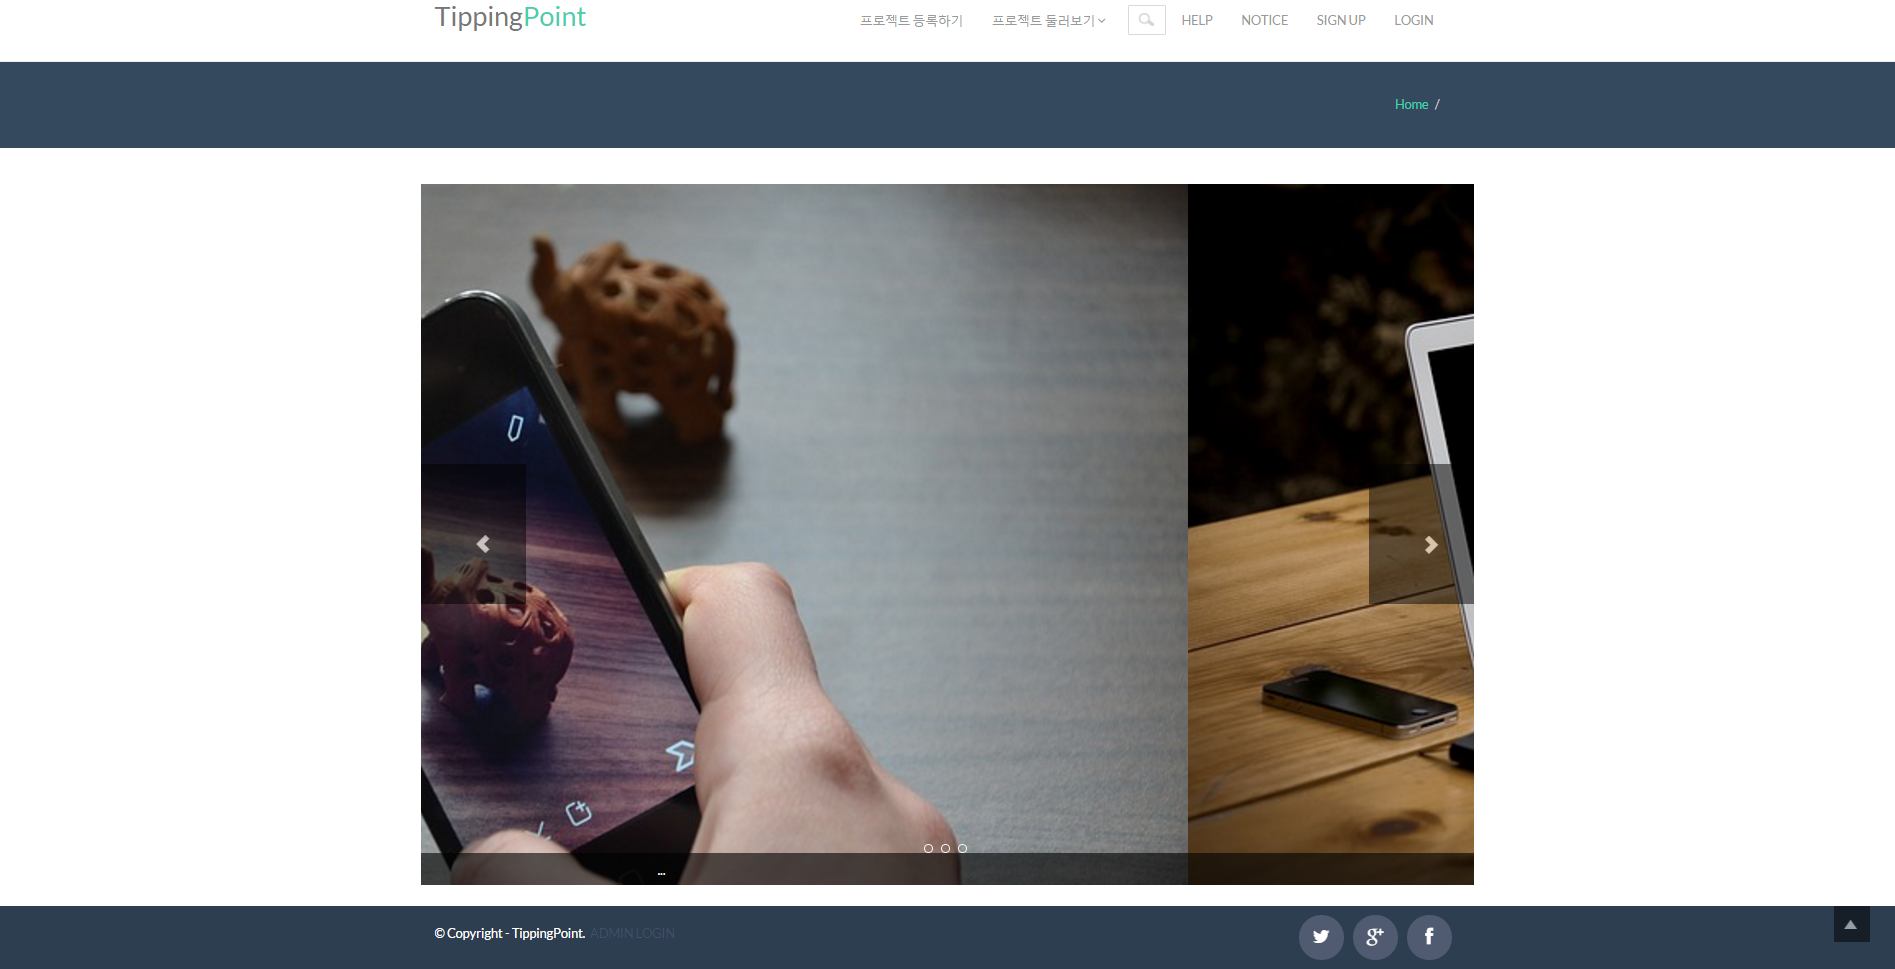 TippingPoint
프로젝트 등록하기 프로젝트 둘러보기 HELP NOTICE SIGN UP LOGIN
Home /
...
© Copyright - TippingPoint. ADMIN LOGIN